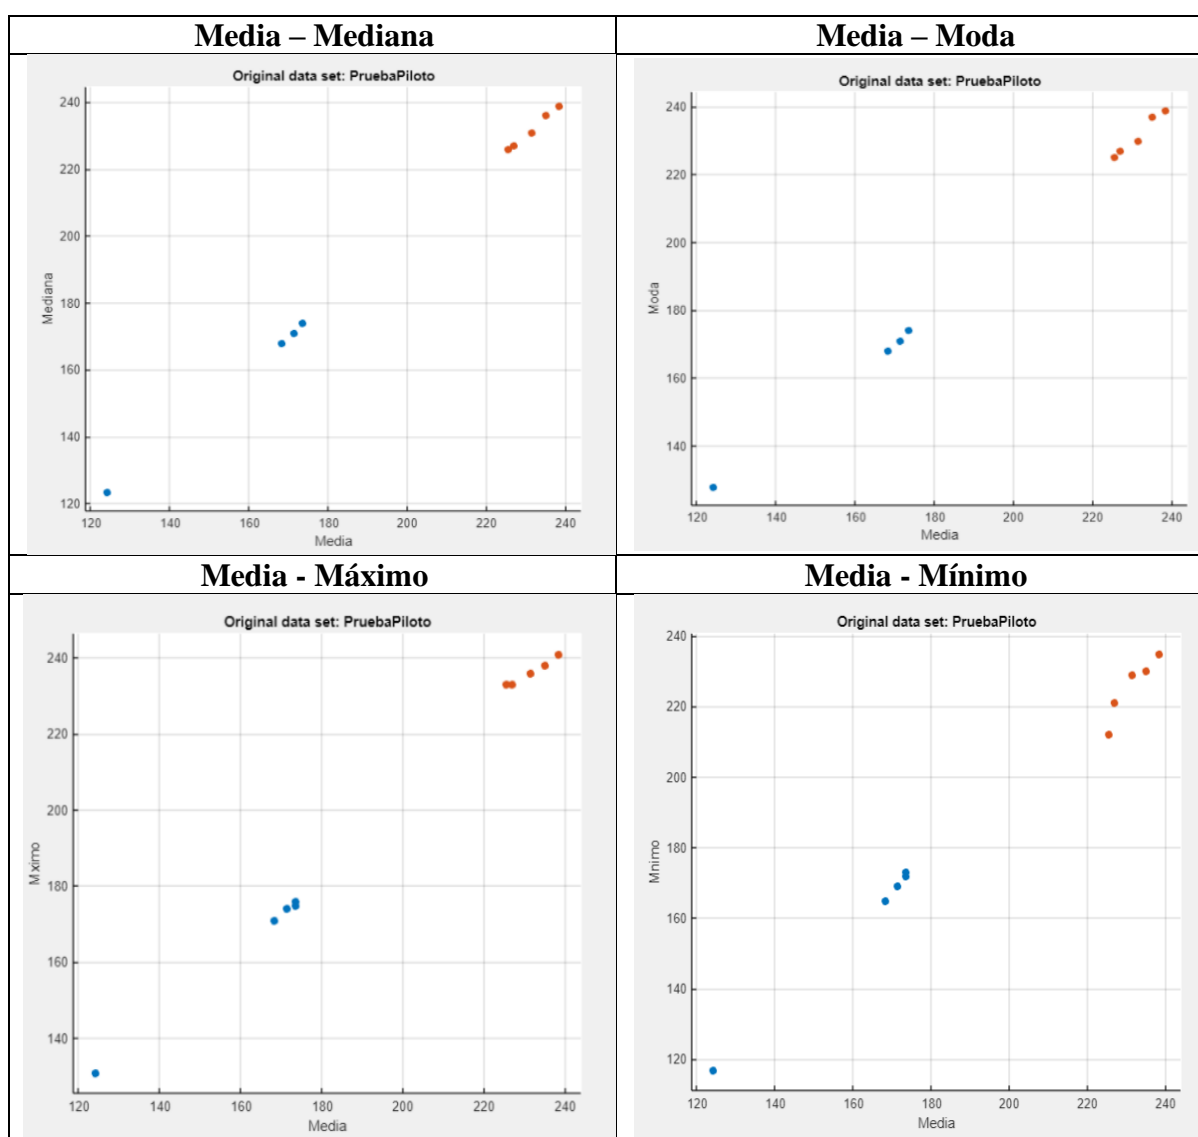 Media – Mediana
Media – Moda
Original data set: PruebaPiloto
240
220
200
180
160
140
120
Mediana
120 140 160 180 200 220 240
Media
Original data set: PruebaPiloto
240
220
200
180
160
140
Moda
120 140 160 180 200 220 240
Media
Media - Máximo
Media - Mínimo
Original data set: PruebaPiloto
240
220
200
180
160
140
Mximo
120 140 160 180 200 220 240
Media
Original data set: PruebaPiloto
240
220
200
180
160
140
120
Mnimo
120 140 160 180 200 220 240
Media